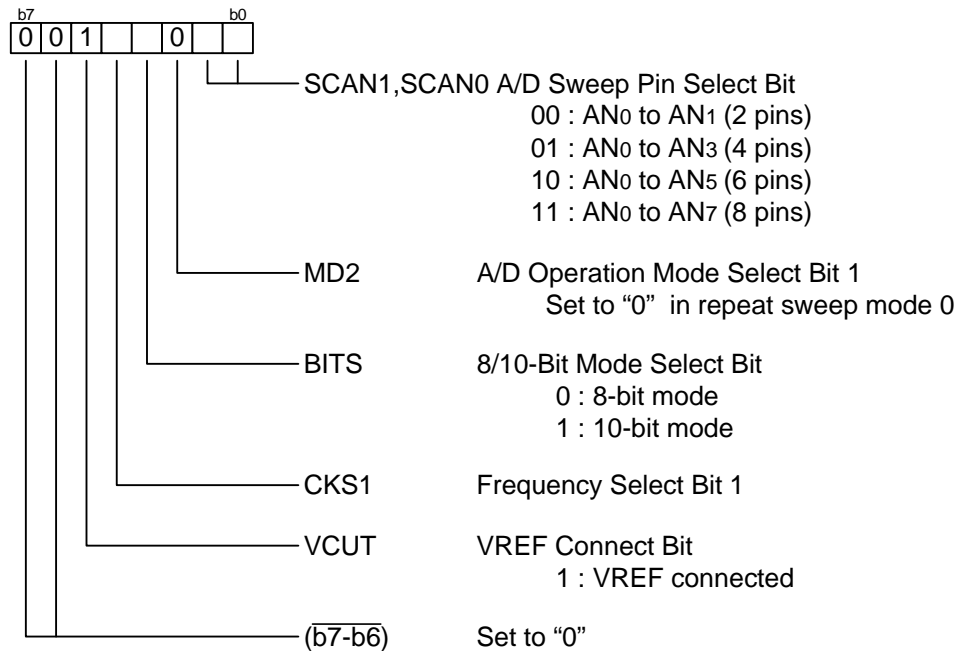 b7 b0
0 0 1 0
SCAN1,SCAN0 A/D Sweep Pin Select Bit
00 : AN0 to AN1 (2 pins)
01 : AN0 to AN3 (4 pins)
10 : AN0 to AN5 (6 pins)
11 : AN0 to AN7 (8 pins)
MD2 A/D Operation Mode Select Bit 1
Set to “0” in repeat sweep mode 0
BITS 8/10-Bit Mode Select Bit
0 : 8-bit mode
1 : 10-bit mode
CKS1 Frequency Select Bit 1
VCUT VREF Connect Bit
1 : VREF connected
(b7-b6) Set to “0”